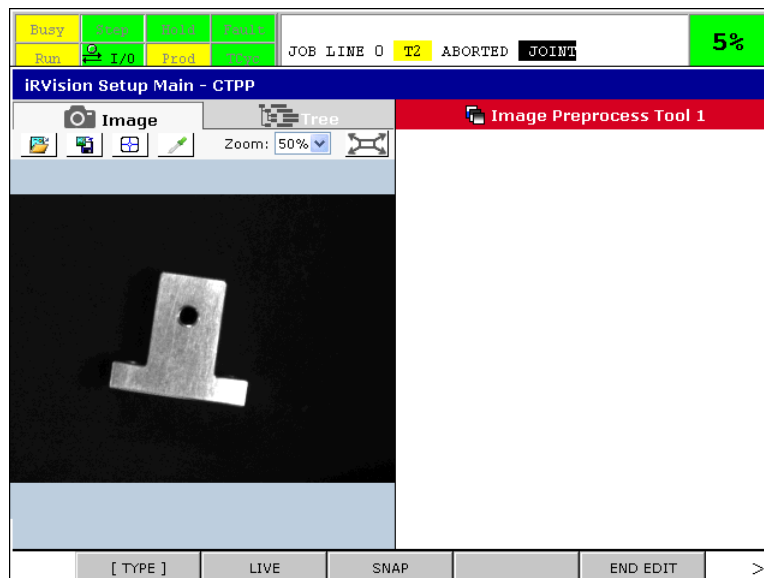 Busy Step Hold Fault
Run I/O Prod TCyc
JOB LINE 0 T2 ABORTED JOINT
5%
iRVision Setup Main - CTPP
Image Tree Image Preprocess Tool 1
Zoom: 50%
[ TYPE ] LIVE SNAP END EDIT >